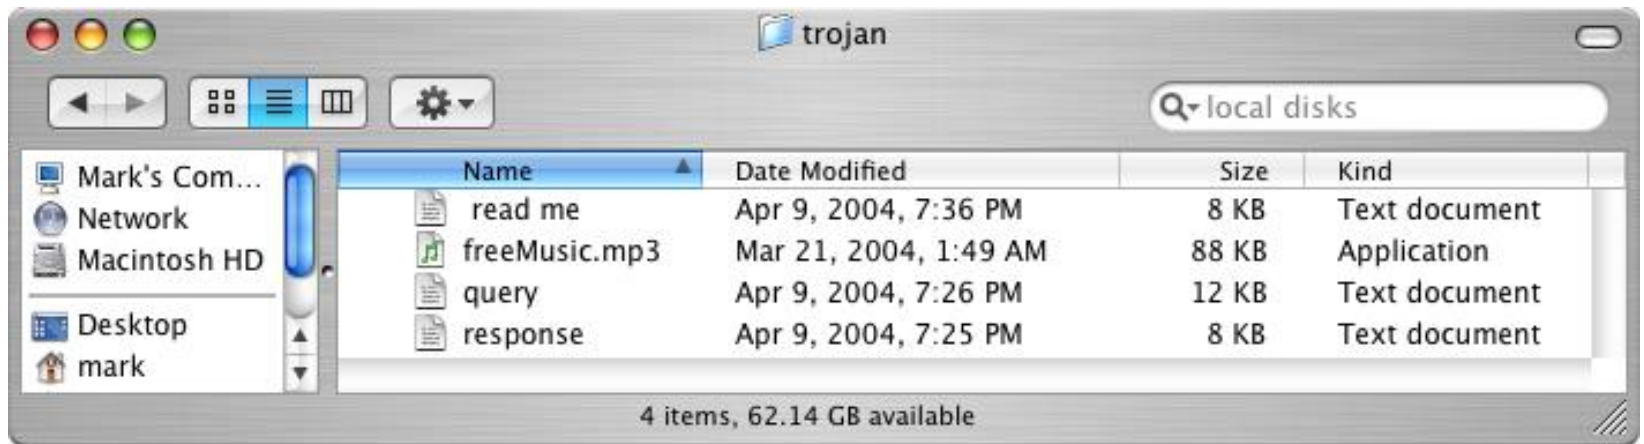 trojan
local disks
Name Date Modified Size Kind
Mark's Com...
read me Apr 9, 2004, 7:36 PM 8 KB Text document
Network
freeMusic.mp3 Mar 21, 2004, 1:49 AM 88 KB Application
Macintosh HD
query Apr 9, 2004, 7:26 PM 12 KB Text document
Desktop
response Apr 9, 2004, 7:25 PM 8 KB Text document
mark
4 items, 62.14 GB available